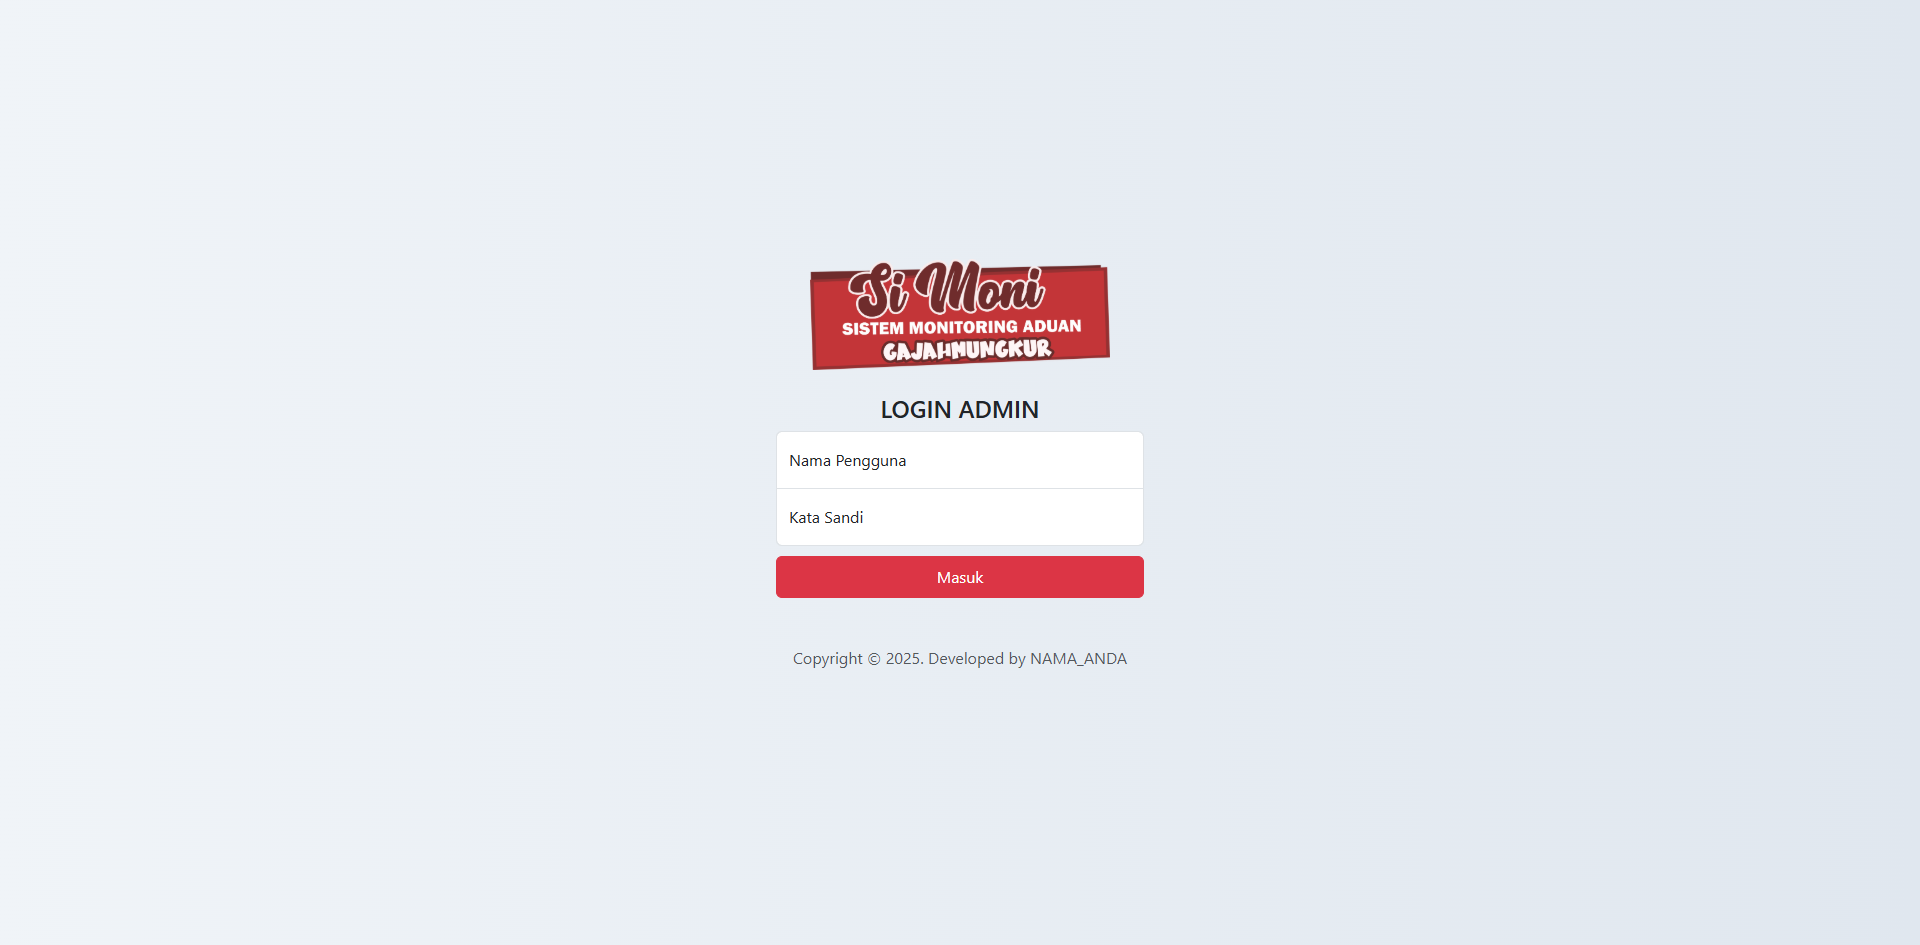 Si Moni
SISTEM MONITORING ADUAN
GAJAHMUNGKUR
LOGIN ADMIN
Nama Pengguna
Kata Sandi
Masuk
Copyright © 2025. Developed by NAMA_ANDA